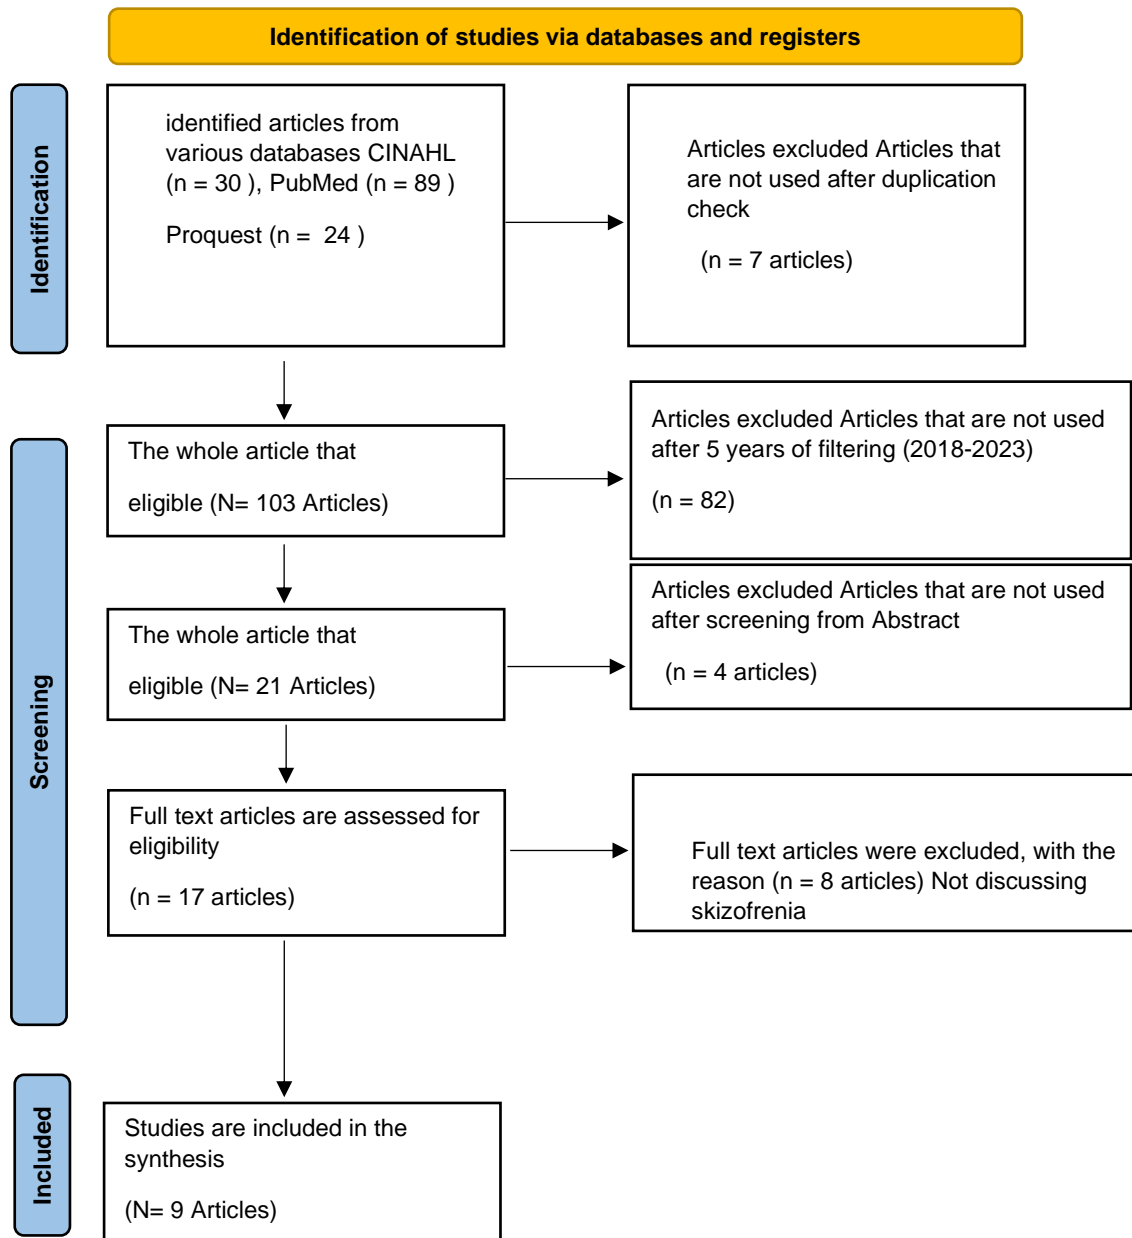 Identification of studies via databases and registers
Identification
identified articles from
various databases CINAHL
(n = 30 ), PubMed (n = 89 )
Proquest (n = 24 )
Articles excluded Articles that
are not used after duplication
check
(n = 7 articles)
Screening
The whole article that
eligible (N= 103 Articles)
Articles excluded Articles that are not used
after 5 years of filtering (2018-2023)
(n = 82)
The whole article that
eligible (N= 21 Articles)
Articles excluded Articles that are not used
after screening from Abstract
(n = 4 articles)
Full text articles are assessed for
eligibility
(n = 17 articles)
Full text articles were excluded, with the
reason (n = 8 articles) Not discussing
skizofrenia
Included
Studies are included in the
synthesis
(N= 9 Articles)